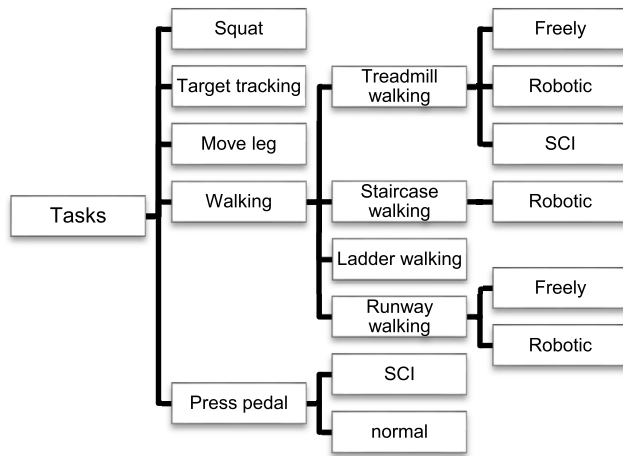 Tasks
Squat
Target tracking
Move leg
Walking
Treadmill
walking
Freely
Robotic
SCI
Staircase
walking
Robotic
Ladder walking
Runway
walking
Freely
Robotic
Press pedal
SCI
normal